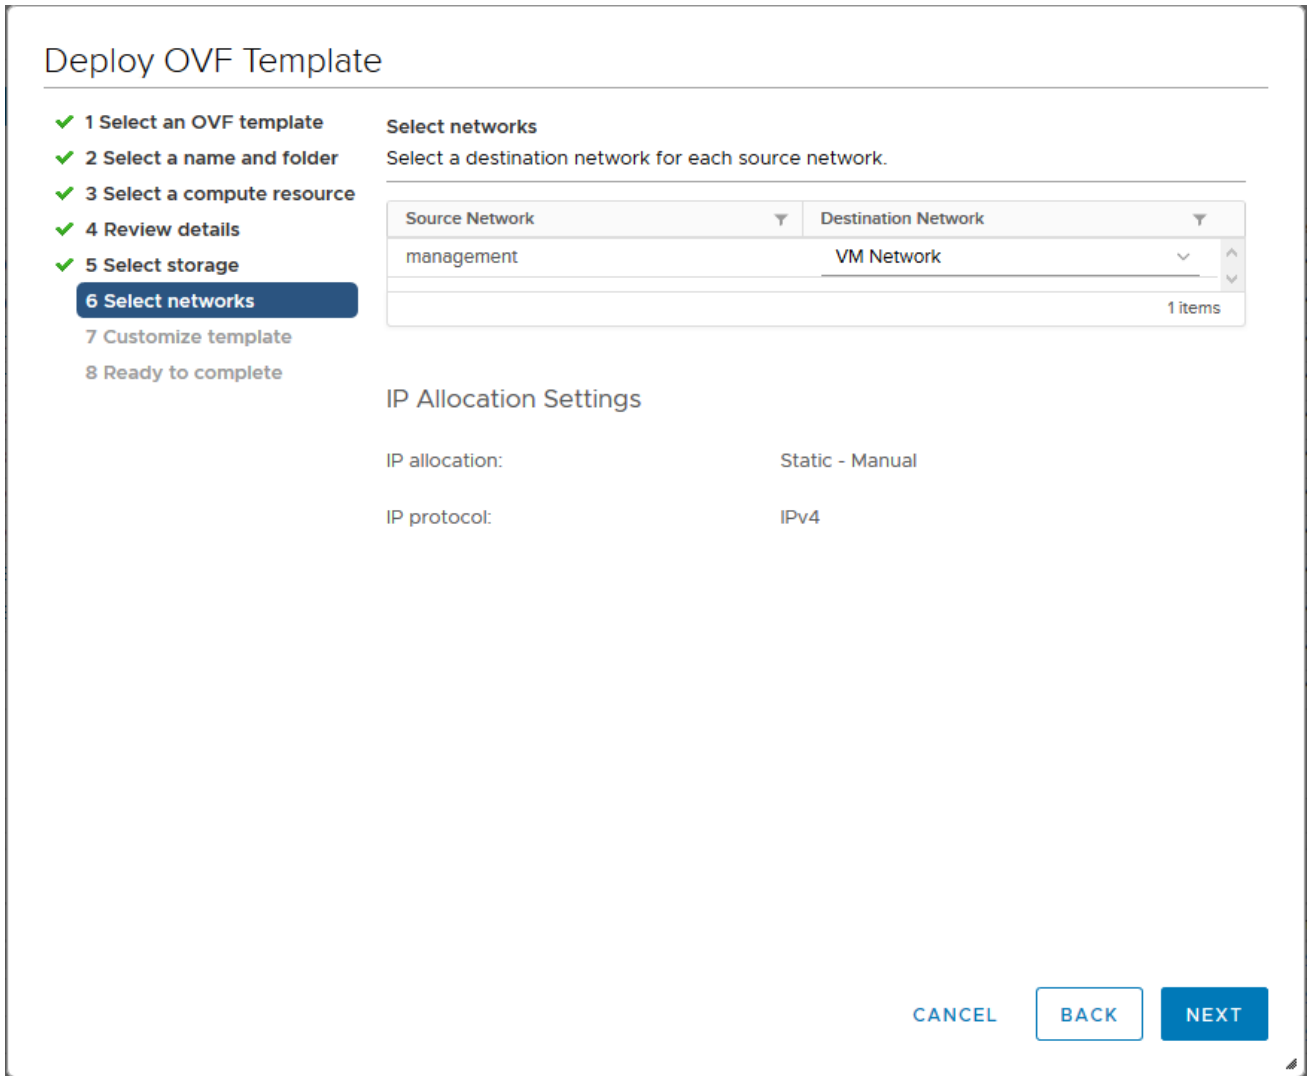 Deploy OVF Template
1 Select an OVF template
2 Select a name and folder
3 Select a compute resource
4 Review details
5 Select storage
6 Select networks
7 Customize template
8 Ready to complete
Select networks
Select a destination network for each source network.
Source Network Destination Network
management VM Network
1 items
IP Allocation Settings
IP allocation: Static - Manual
IP protocol: IPv4
CANCEL BACK NEXT